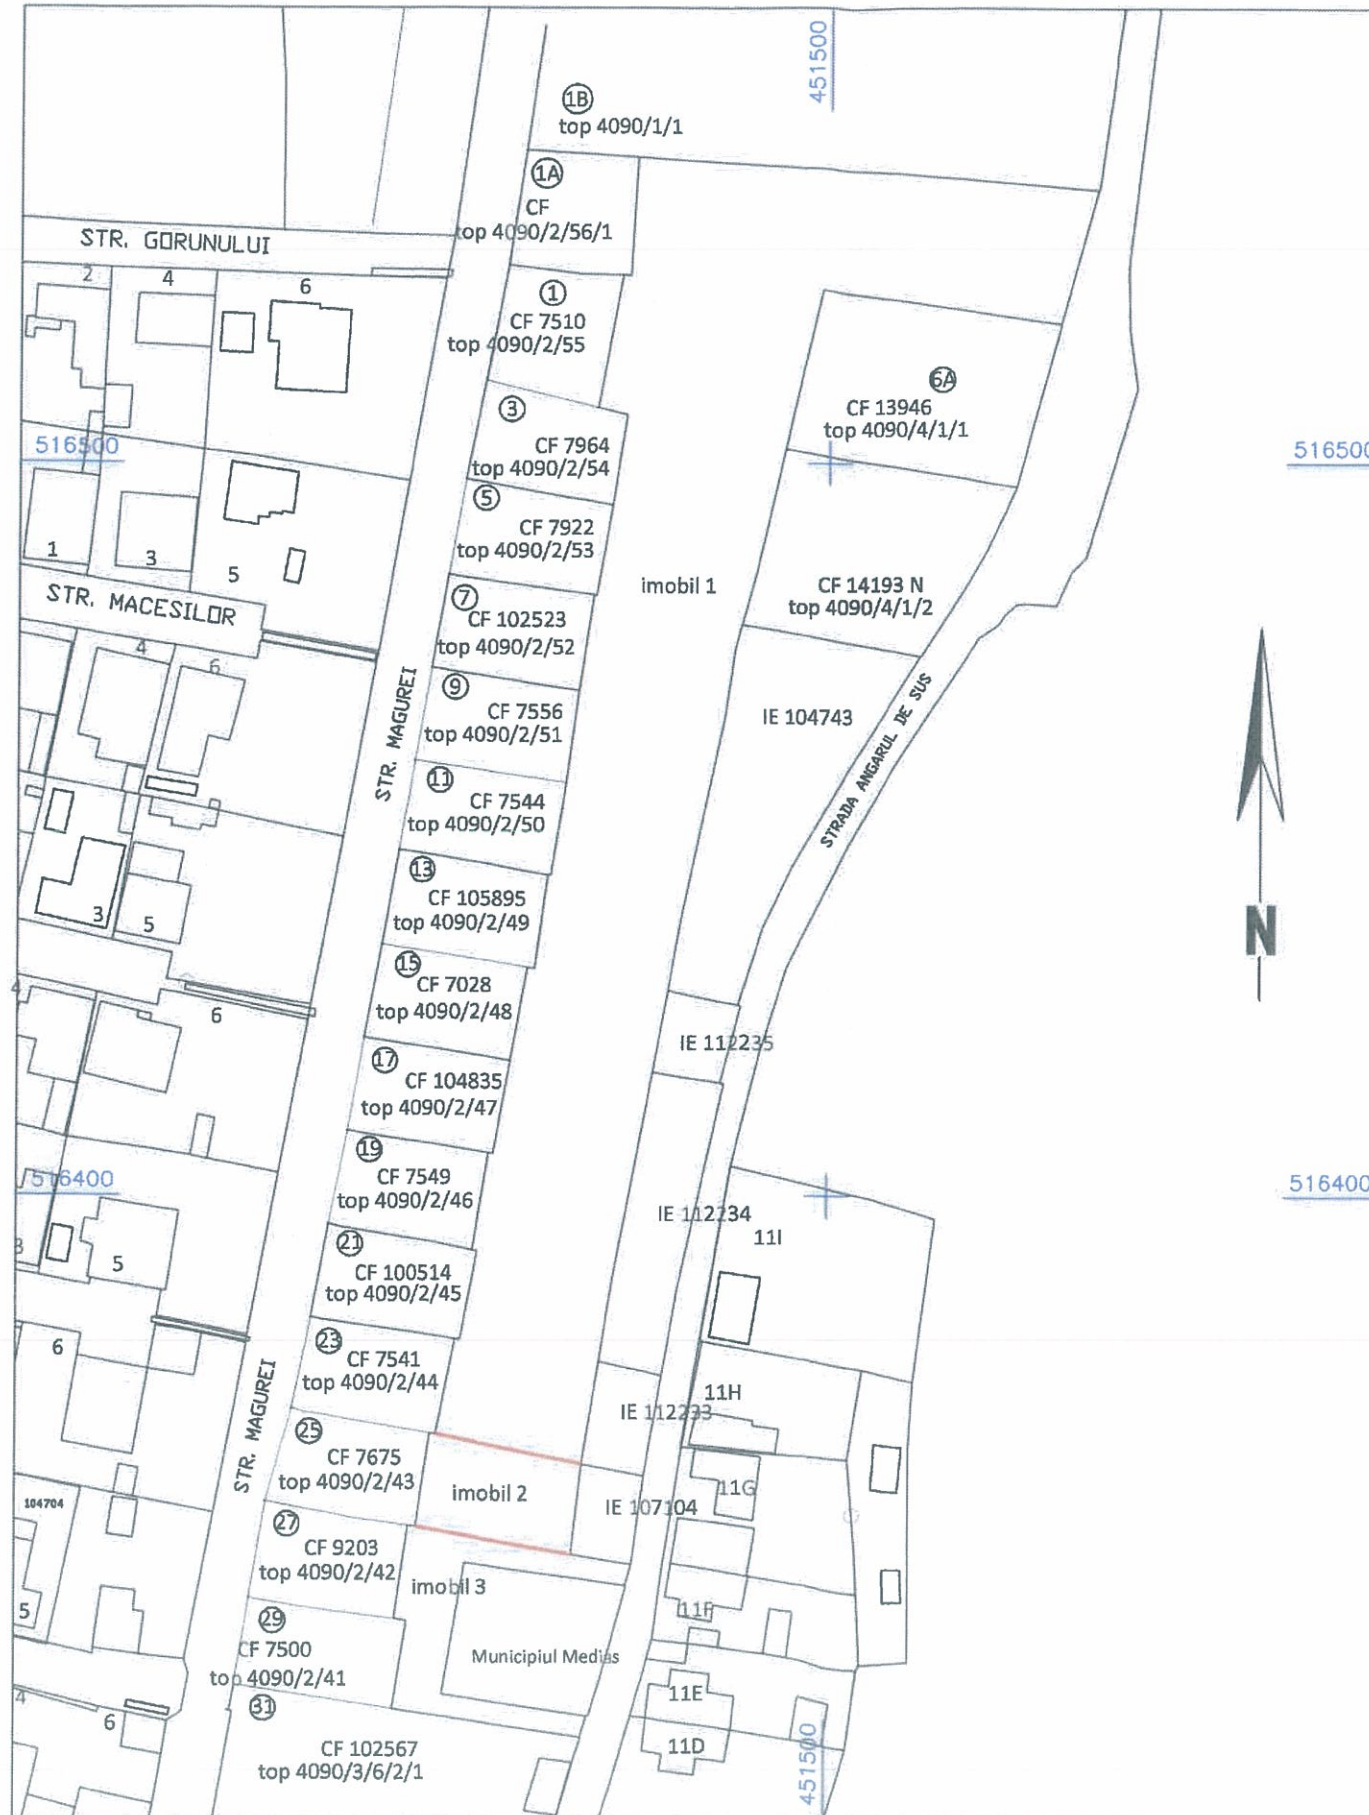 451500
1B
top 4090/1/1
1A
CF
top 4090/2/56/1
STR. GORUNULUI
2
4
6
1
CF 7510
top 4090/2/55
6A
CF 13946
top 4090/4/1/1
3
CF 7964
top 4090/2/54
516500
516500
5
CF 7922
top 4090/2/53
1
3
5
imobil 1
CF 14193 N
top 4090/4/1/2
STR. MACESILOR
7
CF 102523
top 4090/2/52
4
6
9
CF 7556
top 4090/2/51
IE 104743
STR. MAGUREI
STRADA ANGARUL DE SUS
11
CF 7544
top 4090/2/50
13
CF 105895
top 4090/2/49
3
5
N
15
CF 7028
top 4090/2/48
4
6
IE 112235
17
CF 104835
top 4090/2/47
19
CF 7549
top 4090/2/46
516400
516400
IE 112234
11I
21
CF 100514
top 4090/2/45
3
5
23
CF 7541
top 4090/2/44
6
STR. MAGUREI
11H
IE 112233
25
CF 7675
top 4090/2/43
imobil 2
11G
IE 107104
104704
27
CF 9203
top 4090/2/42
imobil 3
5
11F
29
CF 7500
top 4090/2/41
Municipiul Medias
11E
4
6
31
11D
CF 102567
top 4090/3/6/2/1
451500